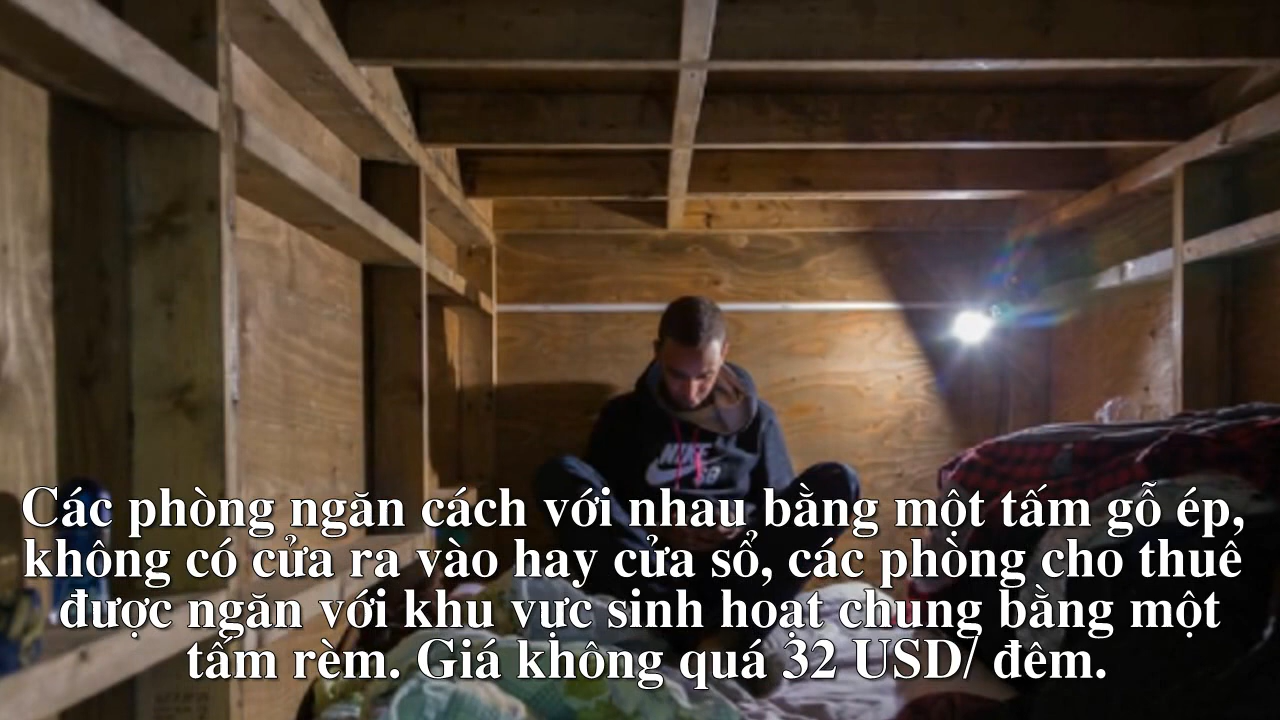 NIKE
Các phòng ngăn cách với nhau bằng một tấm gỗ ép,
không có cửa ra vào hay cửa sổ, các phòng cho thuê
được ngăn với khu vực sinh hoạt chung bằng một
tấm rèm. Giá không quá 32 USD/ đêm.